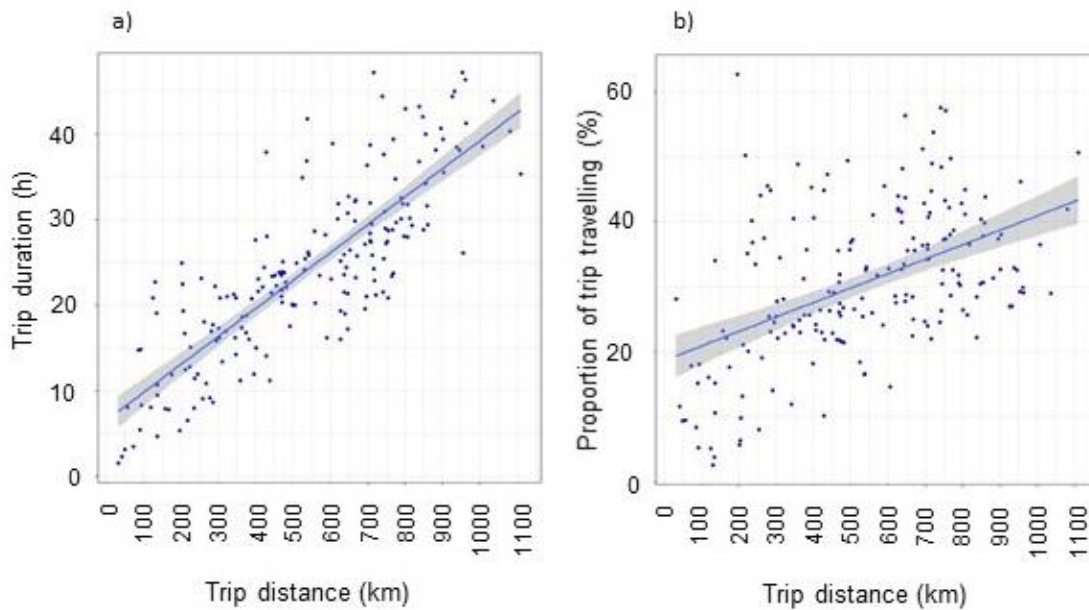 a)
Trip duration (h)
40
30
20
10
0
0 100 200 300 400 500 600 700 800 900 1000 1100
Trip distance (km)
b)
Proportion of trip travelling (%)
60
40
20
0
0 100 200 300 400 500 600 700 800 900 1000 1100
Trip distance (km)